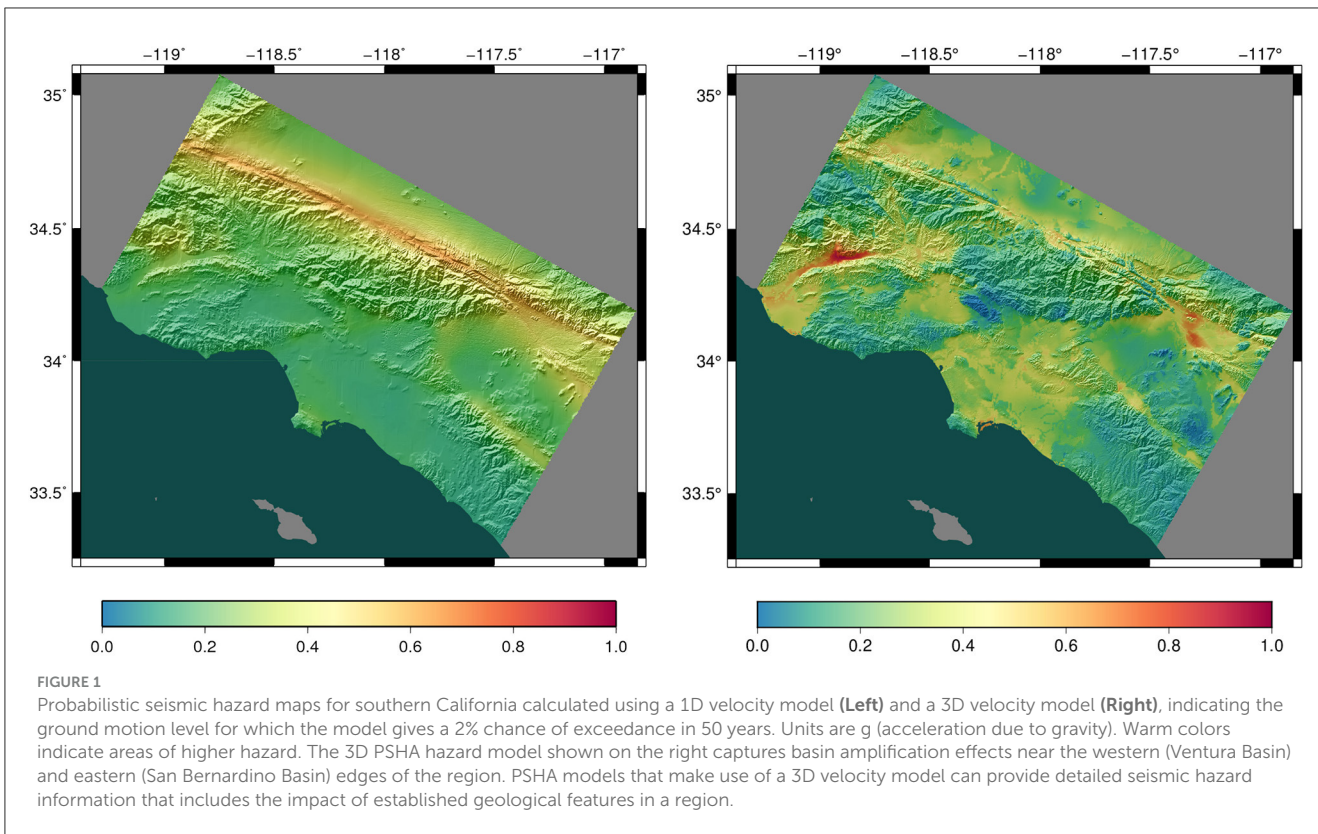 -119° -118.5° -118° -117.5° -117° -119° -118.5° -118° -117.5° -117°
35° 35°
34.5° 34.5°
34° 34°
33.5° 33.5°
0.0 0.2 0.4 0.6 0.8 1.0 0.0 0.2 0.4 0.6 0.8 1.0
FIGURE 1
Probabilistic seismic hazard maps for southern California calculated using a 1D velocity model (Left) and a 3D velocity model (Right), indicating the
ground motion level for which the model gives a 2% chance of exceedance in 50 years. Units are g (acceleration due to gravity). Warm colors
indicate areas of higher hazard. The 3D PSHA hazard model shown on the right captures basin amplification effects near the western (Ventura Basin)
and eastern (San Bernardino Basin) edges of the region. PSHA models that make use of a 3D velocity model can provide detailed seismic hazard
information that includes the impact of established geological features in a region.